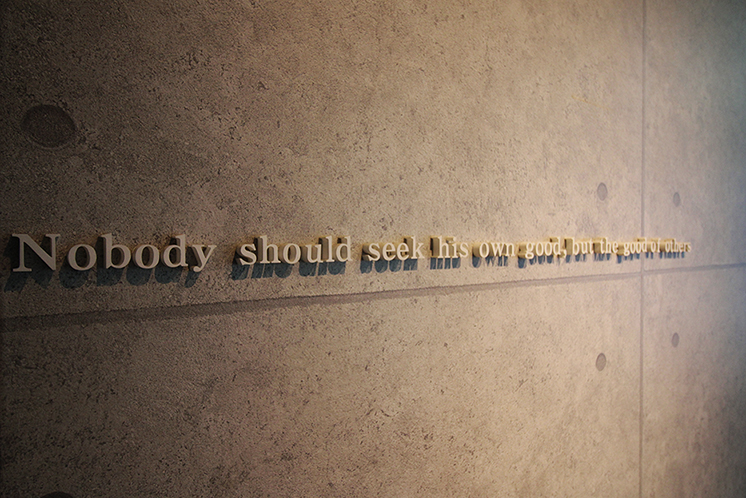 Nobody should seek his own good, but the good of others